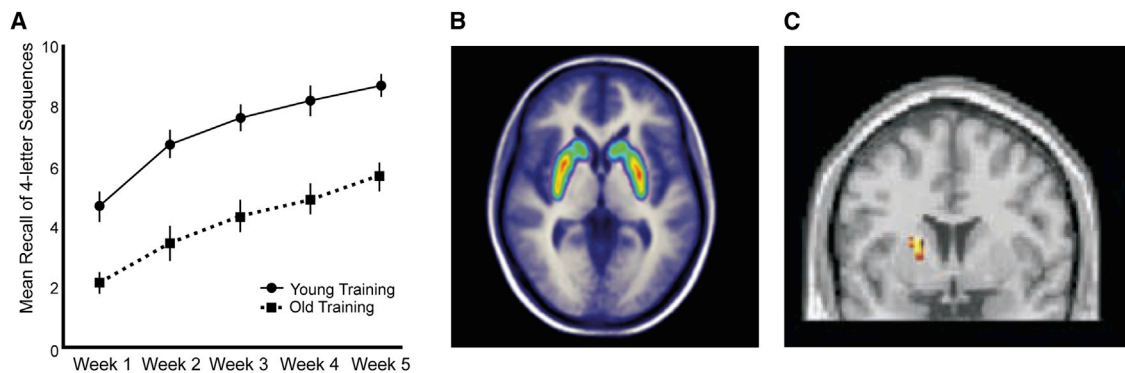 A
B
C
Mean Recall of 4-letter Sequences
10
8
6
4
2
0
Young Training
Old Training
Week 1 Week 2 Week 3 Week 4 Week 5